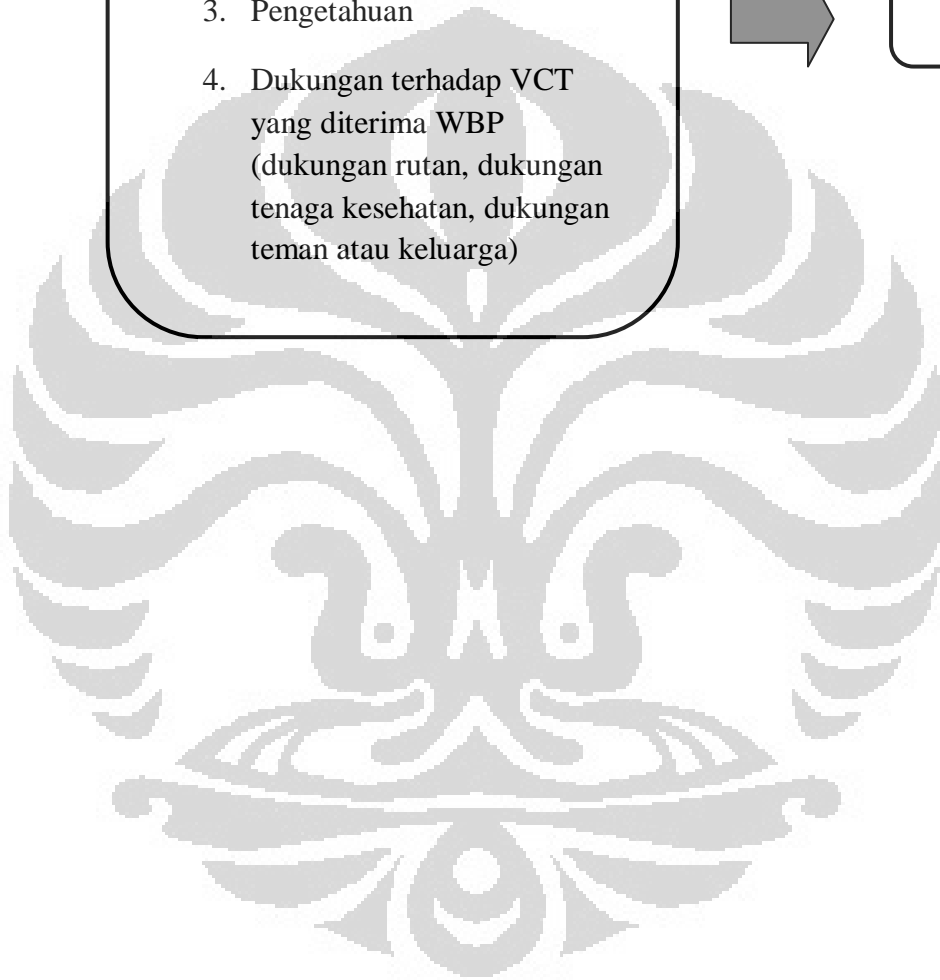 3. Pengetahuan
4. Dukungan terhadap VCT
yang diterima WBP
(dukungan rutan, dukungan
tenaga kesehatan, dukungan
teman atau keluarga)